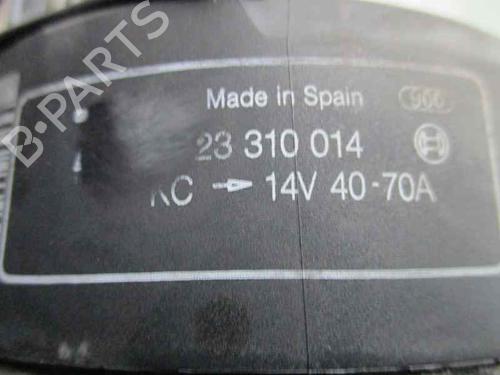 Made in Spain
23 310 014
KC → 14V 40-70A
B-PARTS